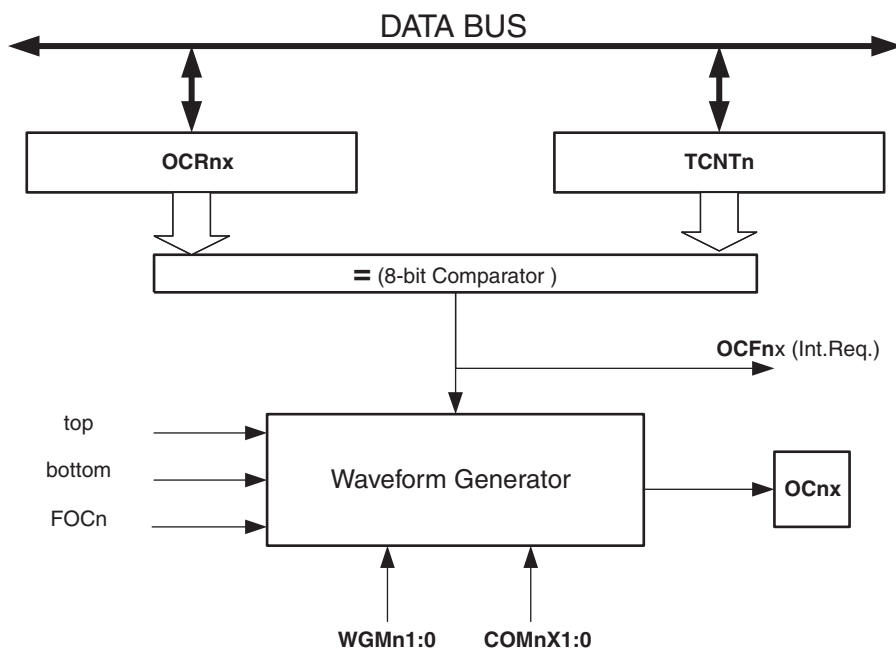 DATA BUS
OCRnx
TCNTn
= (8-bit Comparator )
OCFnx (Int.Req.)
top
bottom
FOCn
Waveform Generator
OCnx
WGMn1:0
COMnX1:0